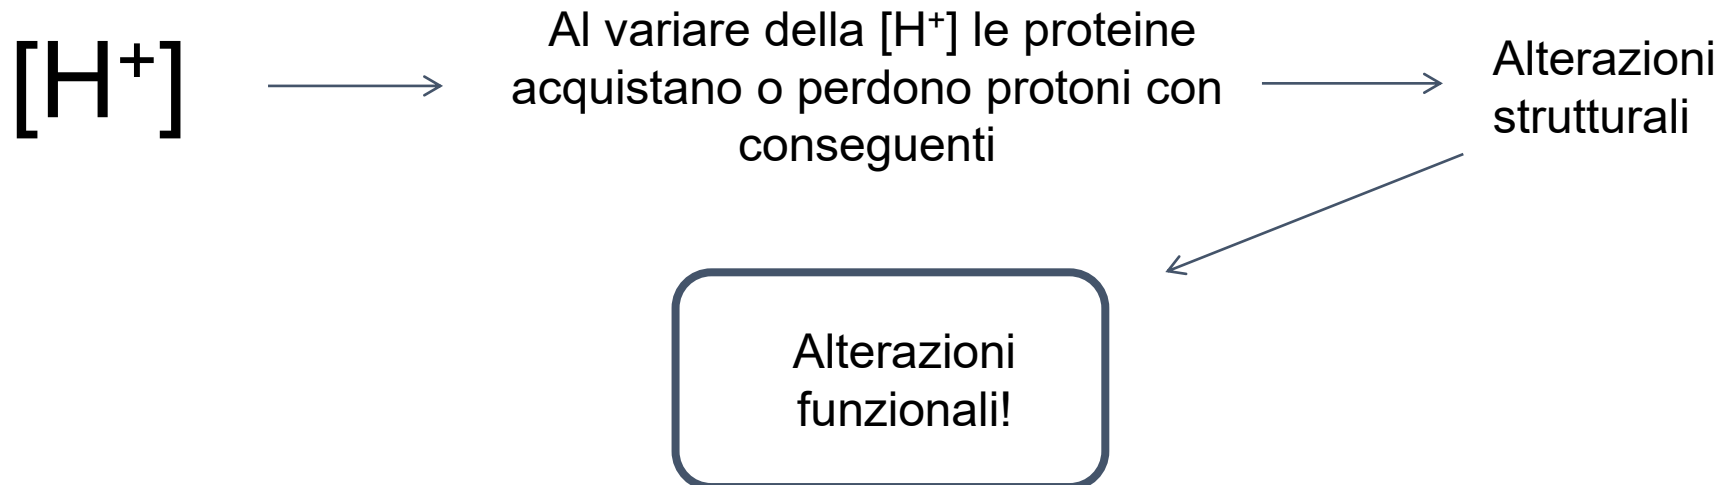 [H⁺]
Al variare della [H⁺] le proteine
acquistano o perdono protoni con
conseguenti
Alterazioni
strutturali
Alterazioni
funzionali!